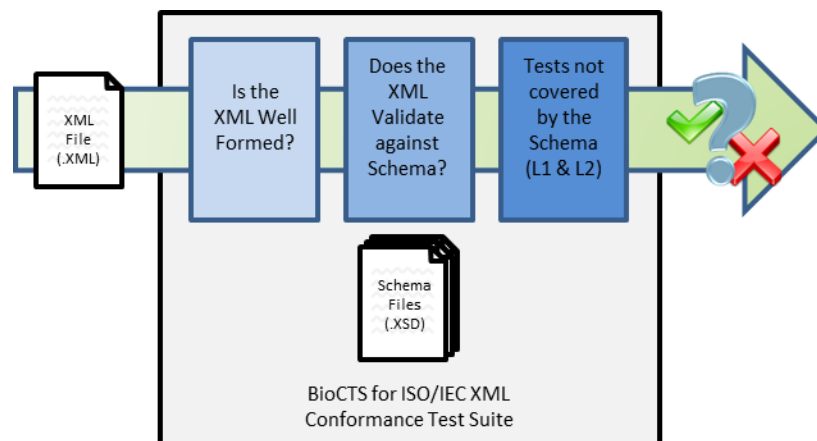 XML
File
(.XML)
Is the
XML Well
Formed?
Does the
XML
Validate
against
Schema?
Tests not
covered
by the
Schema
(L1 & L2)
Schema
Files
(.XSD)
BioCTS for ISO/IEC XML
Conformance Test Suite